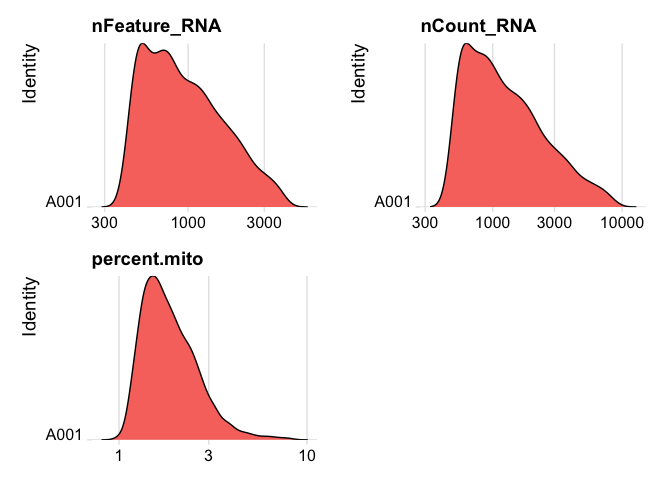 nFeature_RNA
Identity
A001
300 1000 3000
nCount_RNA
Identity
A001
300 1000 3000 10000
percent.mito
Identity
A001
1 3 10